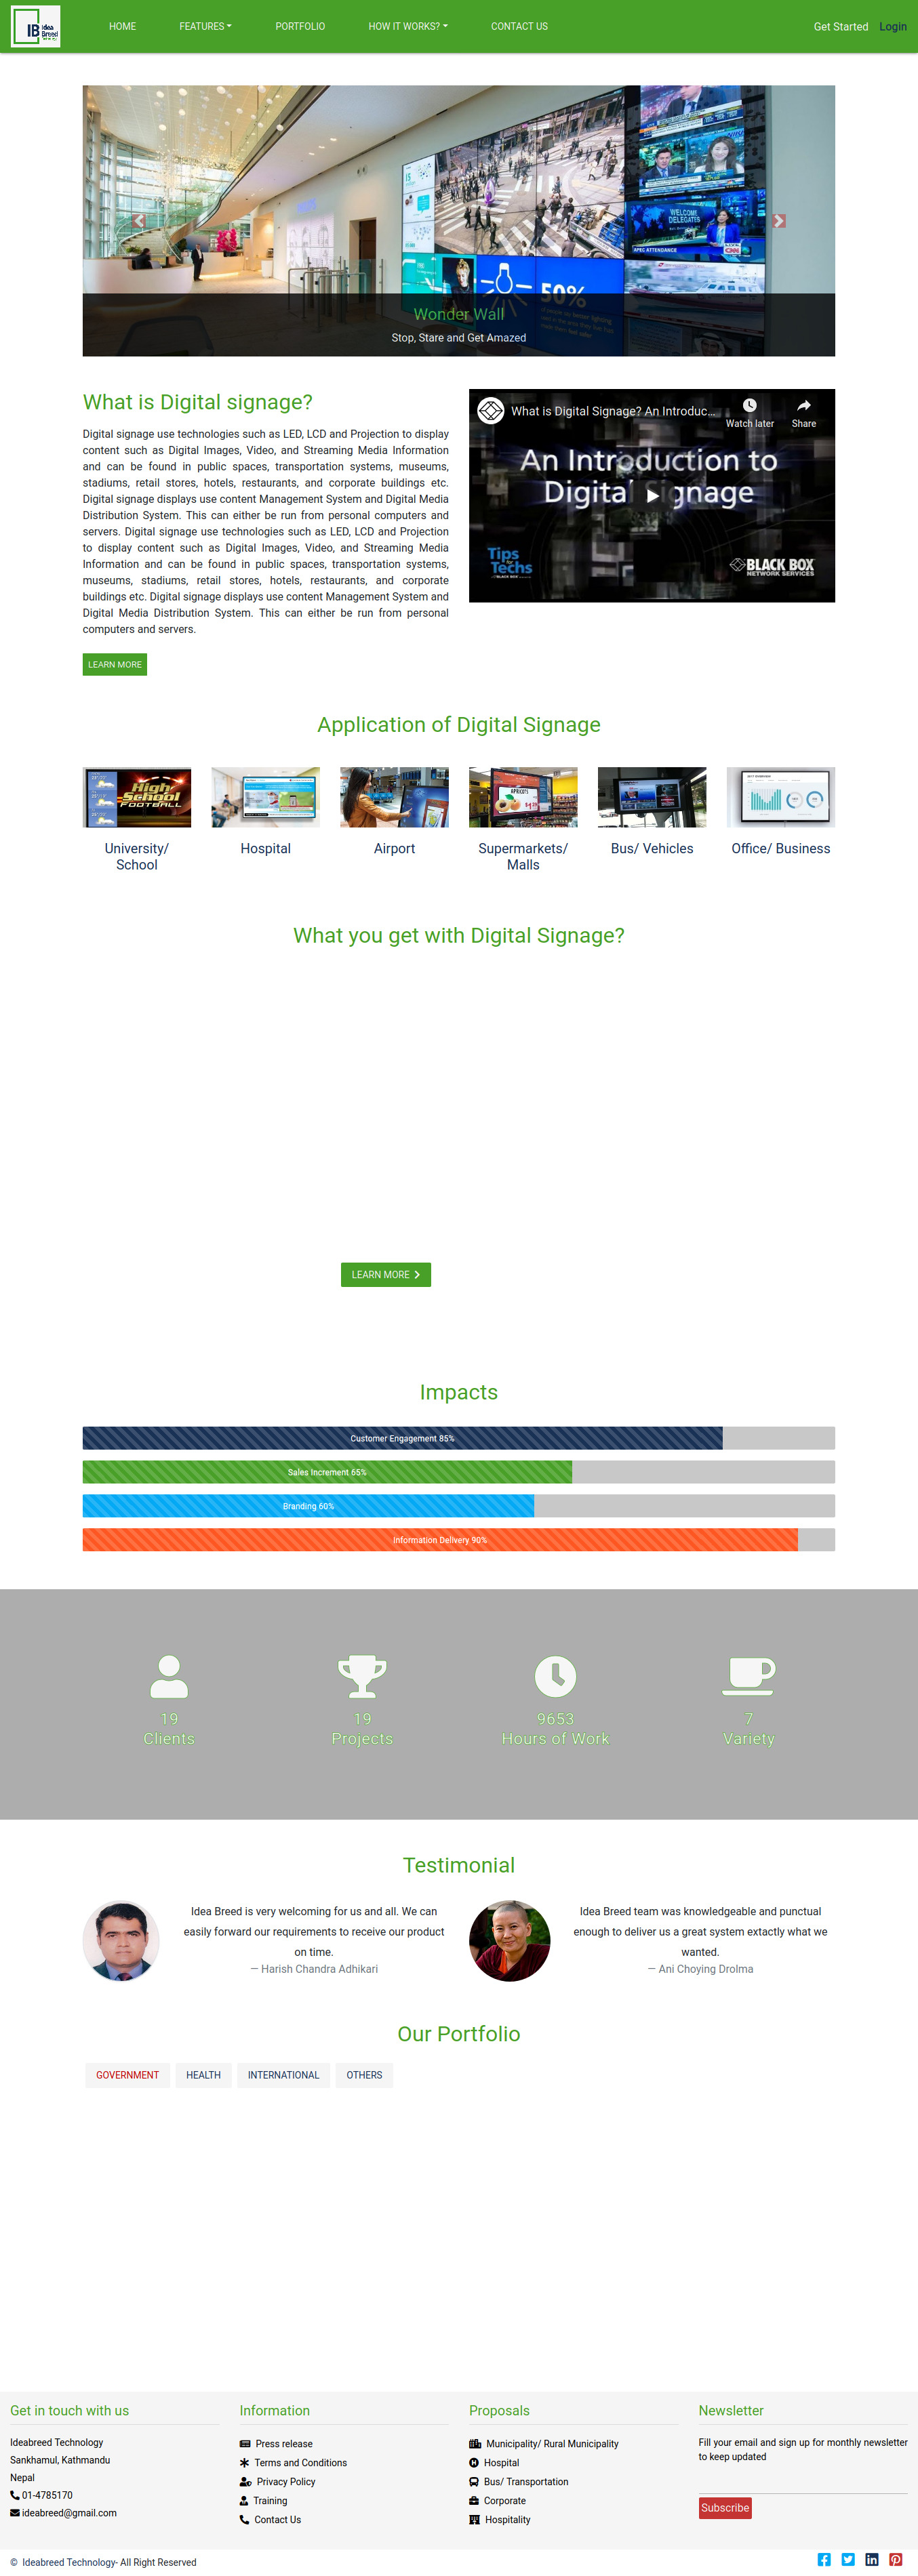 IB Idea Breed
HOME
FEATURES
PORTFOLIO
HOW IT WORKS?
CONTACT US
Get Started
Login
WELCOME DELEGATES
APEC ATTENDANCE
CNN
50%
Wonder Wall
Stop, Stare and Get Amazed
What is Digital signage?
Digital signage use technologies such as LED, LCD and Projection to display
content such as Digital Images, Video, and Streaming Media Information
and can be found in public spaces, transportation systems, museums,
stadiums, retail stores, hotels, restaurants, and corporate buildings etc.
Digital signage displays use content Management System and Digital Media
Distribution System. This can either be run from personal computers and
servers. Digital signage use technologies such as LED, LCD and Projection
to display content such as Digital Images, Video, and Streaming Media
Information and can be found in public spaces, transportation systems,
museums, stadiums, retail stores, hotels, restaurants, and corporate
buildings etc. Digital signage displays use content Management System and
Digital Media Distribution System. This can either be run from personal
computers and servers.
LEARN MORE
What is Digital Signage? An Introduc...
Watch later
Share
An Introduction to
Digital Signage
Tips for Techs
BLACK BOX
NETWORK SERVICES
Application of Digital Signage
High School
FOOTBALL
APRICOTS
University/
School
Hospital
Airport
Supermarkets/
Malls
Bus/ Vehicles
Office/ Business
What you get with Digital Signage?
LEARN MORE
Impacts
Customer Engagement 85%
Sales Increment 65%
Branding 60%
Information Delivery 90%
19
Clients
19
Projects
9653
Hours of Work
7
Variety
Testimonial
Idea Breed is very welcoming for us and all. We can
easily forward our requirements to receive our product
on time.
— Harish Chandra Adhikari
Idea Breed team was knowledgeable and punctual
enough to deliver us a great system extactly what we
wanted.
— Ani Choying Drolma
Our Portfolio
GOVERNMENT
HEALTH
INTERNATIONAL
OTHERS
Get in touch with us
Ideabreed Technology
Sankhamul, Kathmandu
Nepal
01-4785170
ideabreed@gmail.com
Information
Press release
Terms and Conditions
Privacy Policy
Training
Contact Us
Proposals
Municipality/ Rural Municipality
Hospital
Bus/ Transportation
Corporate
Hospitality
Newsletter
Fill your email and sign up for monthly newsletter
to keep updated
Subscribe
© Ideabreed Technology- All Right Reserved